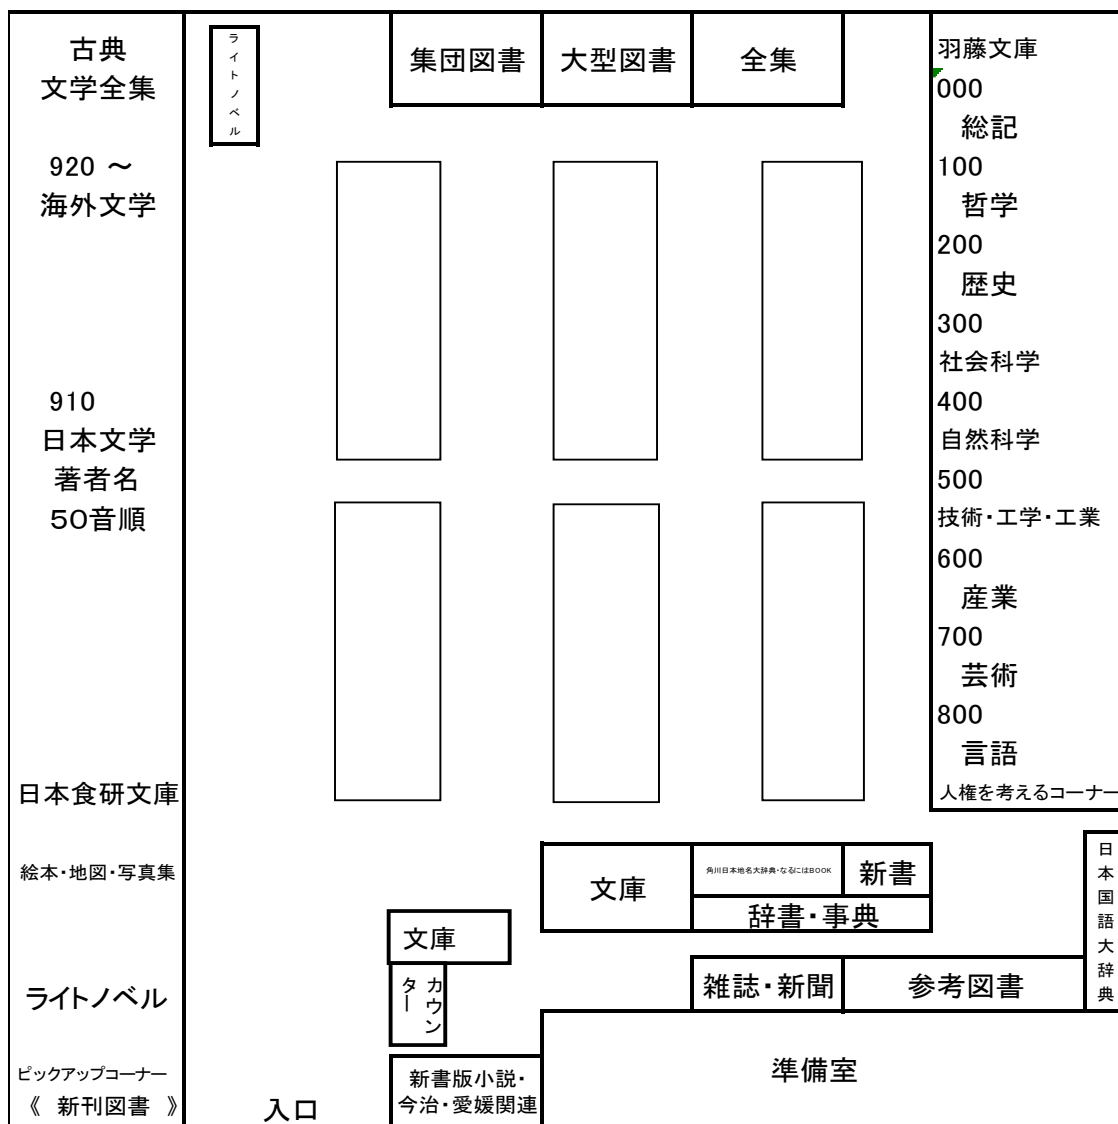 古典
文学全集
920 ～
海外文学
910
日本文学
著者名
50音順
日本食研文庫
絵本・地図・写真集
ライトノベル
ピックアップコーナー
《 新刊図書 》
ライトノベル
集団図書
大型図書
全集
羽藤文庫
000
総記
100
哲学
200
歴史
300
社会科学
400
自然科学
500
技術・工学・工業
600
産業
700
芸術
800
言語
人権を考えるコーナー
文庫
角川日本地名大辞典・なるにはBOOK
新書
辞書・事典
日本国語大辞典
文庫
カウンター
雑誌・新聞
参考図書
準備室
新書版小説・
今治・愛媛関連
入口